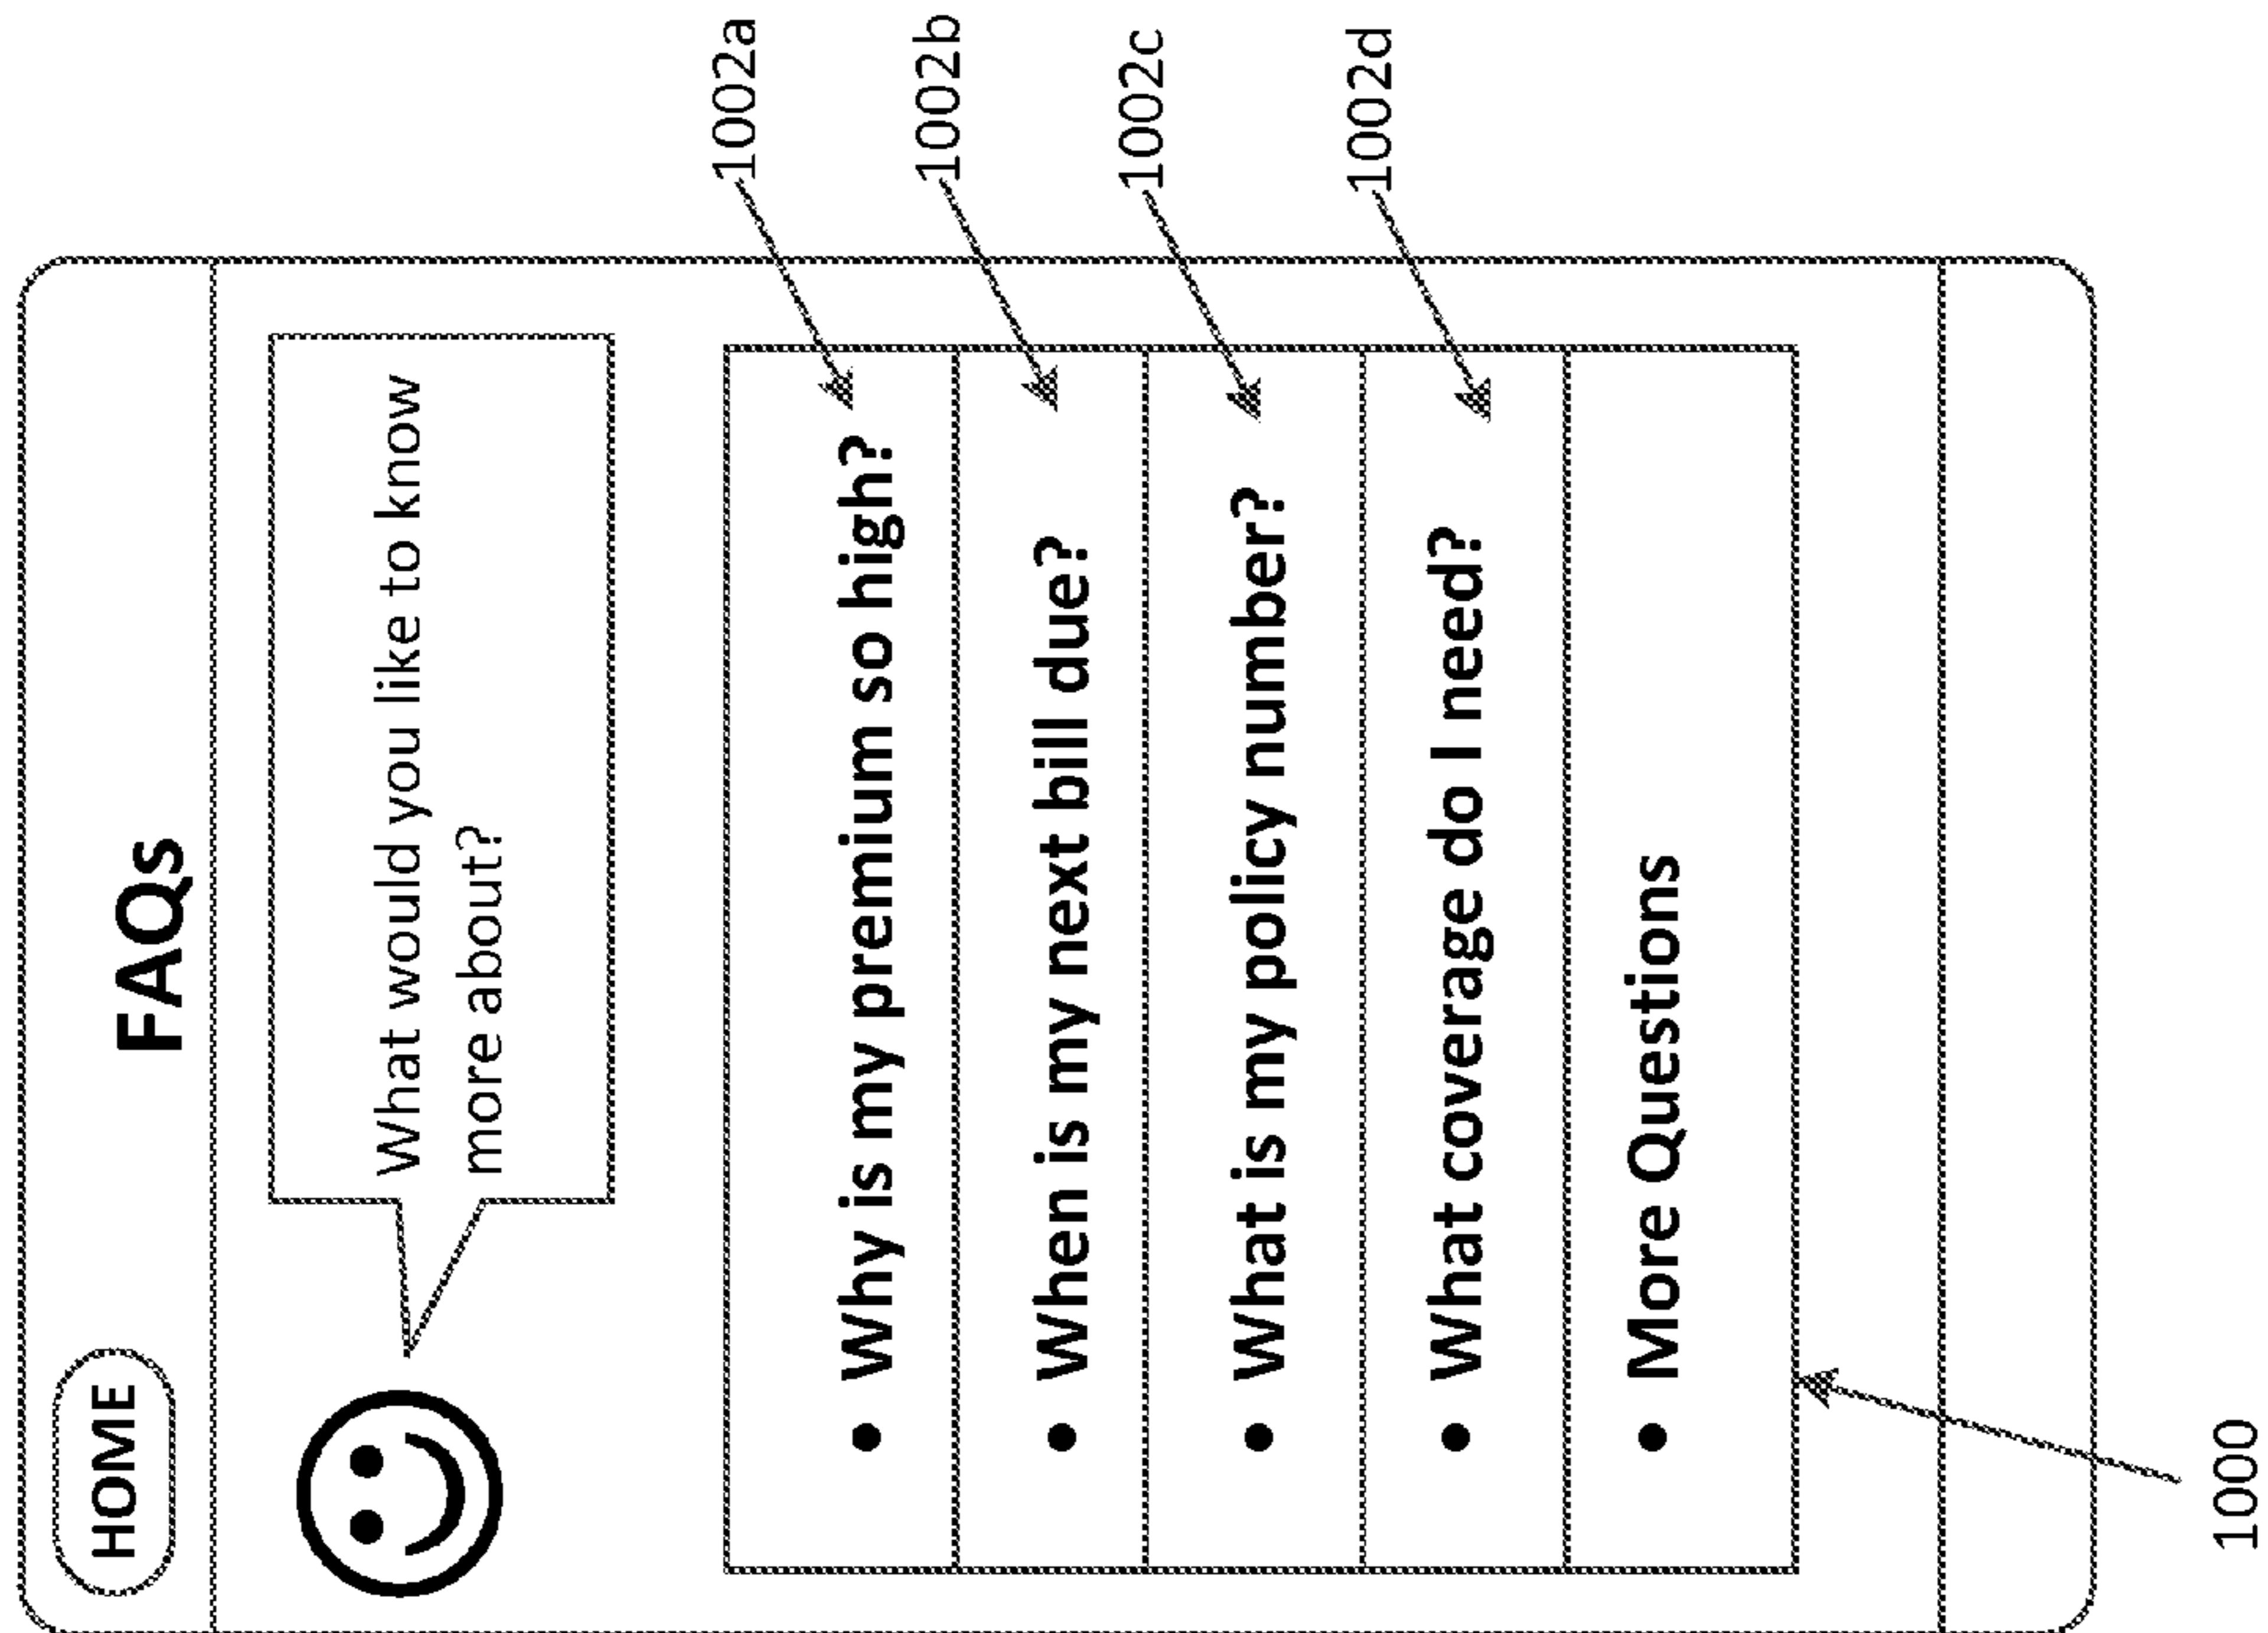 HOME
FAQs
What would you like to know
more about?
• Why is my premium so high?
1002a
• When is my next bill due?
1002b
• What is my policy number?
1002c
• What coverage do I need?
1002d
• More Questions
1000